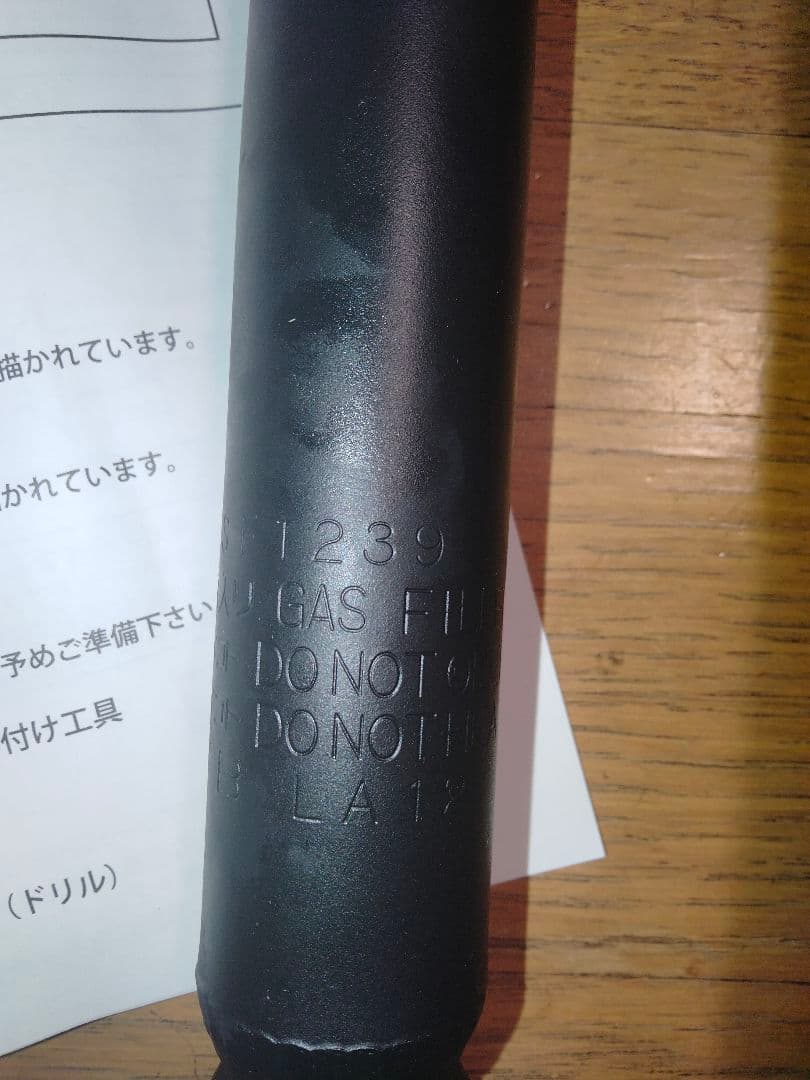 描かれています。
かれています。
予めご準備下さい
付け工具
（ドリル）
1239
GAS
DO NOT
DO NOT
LA